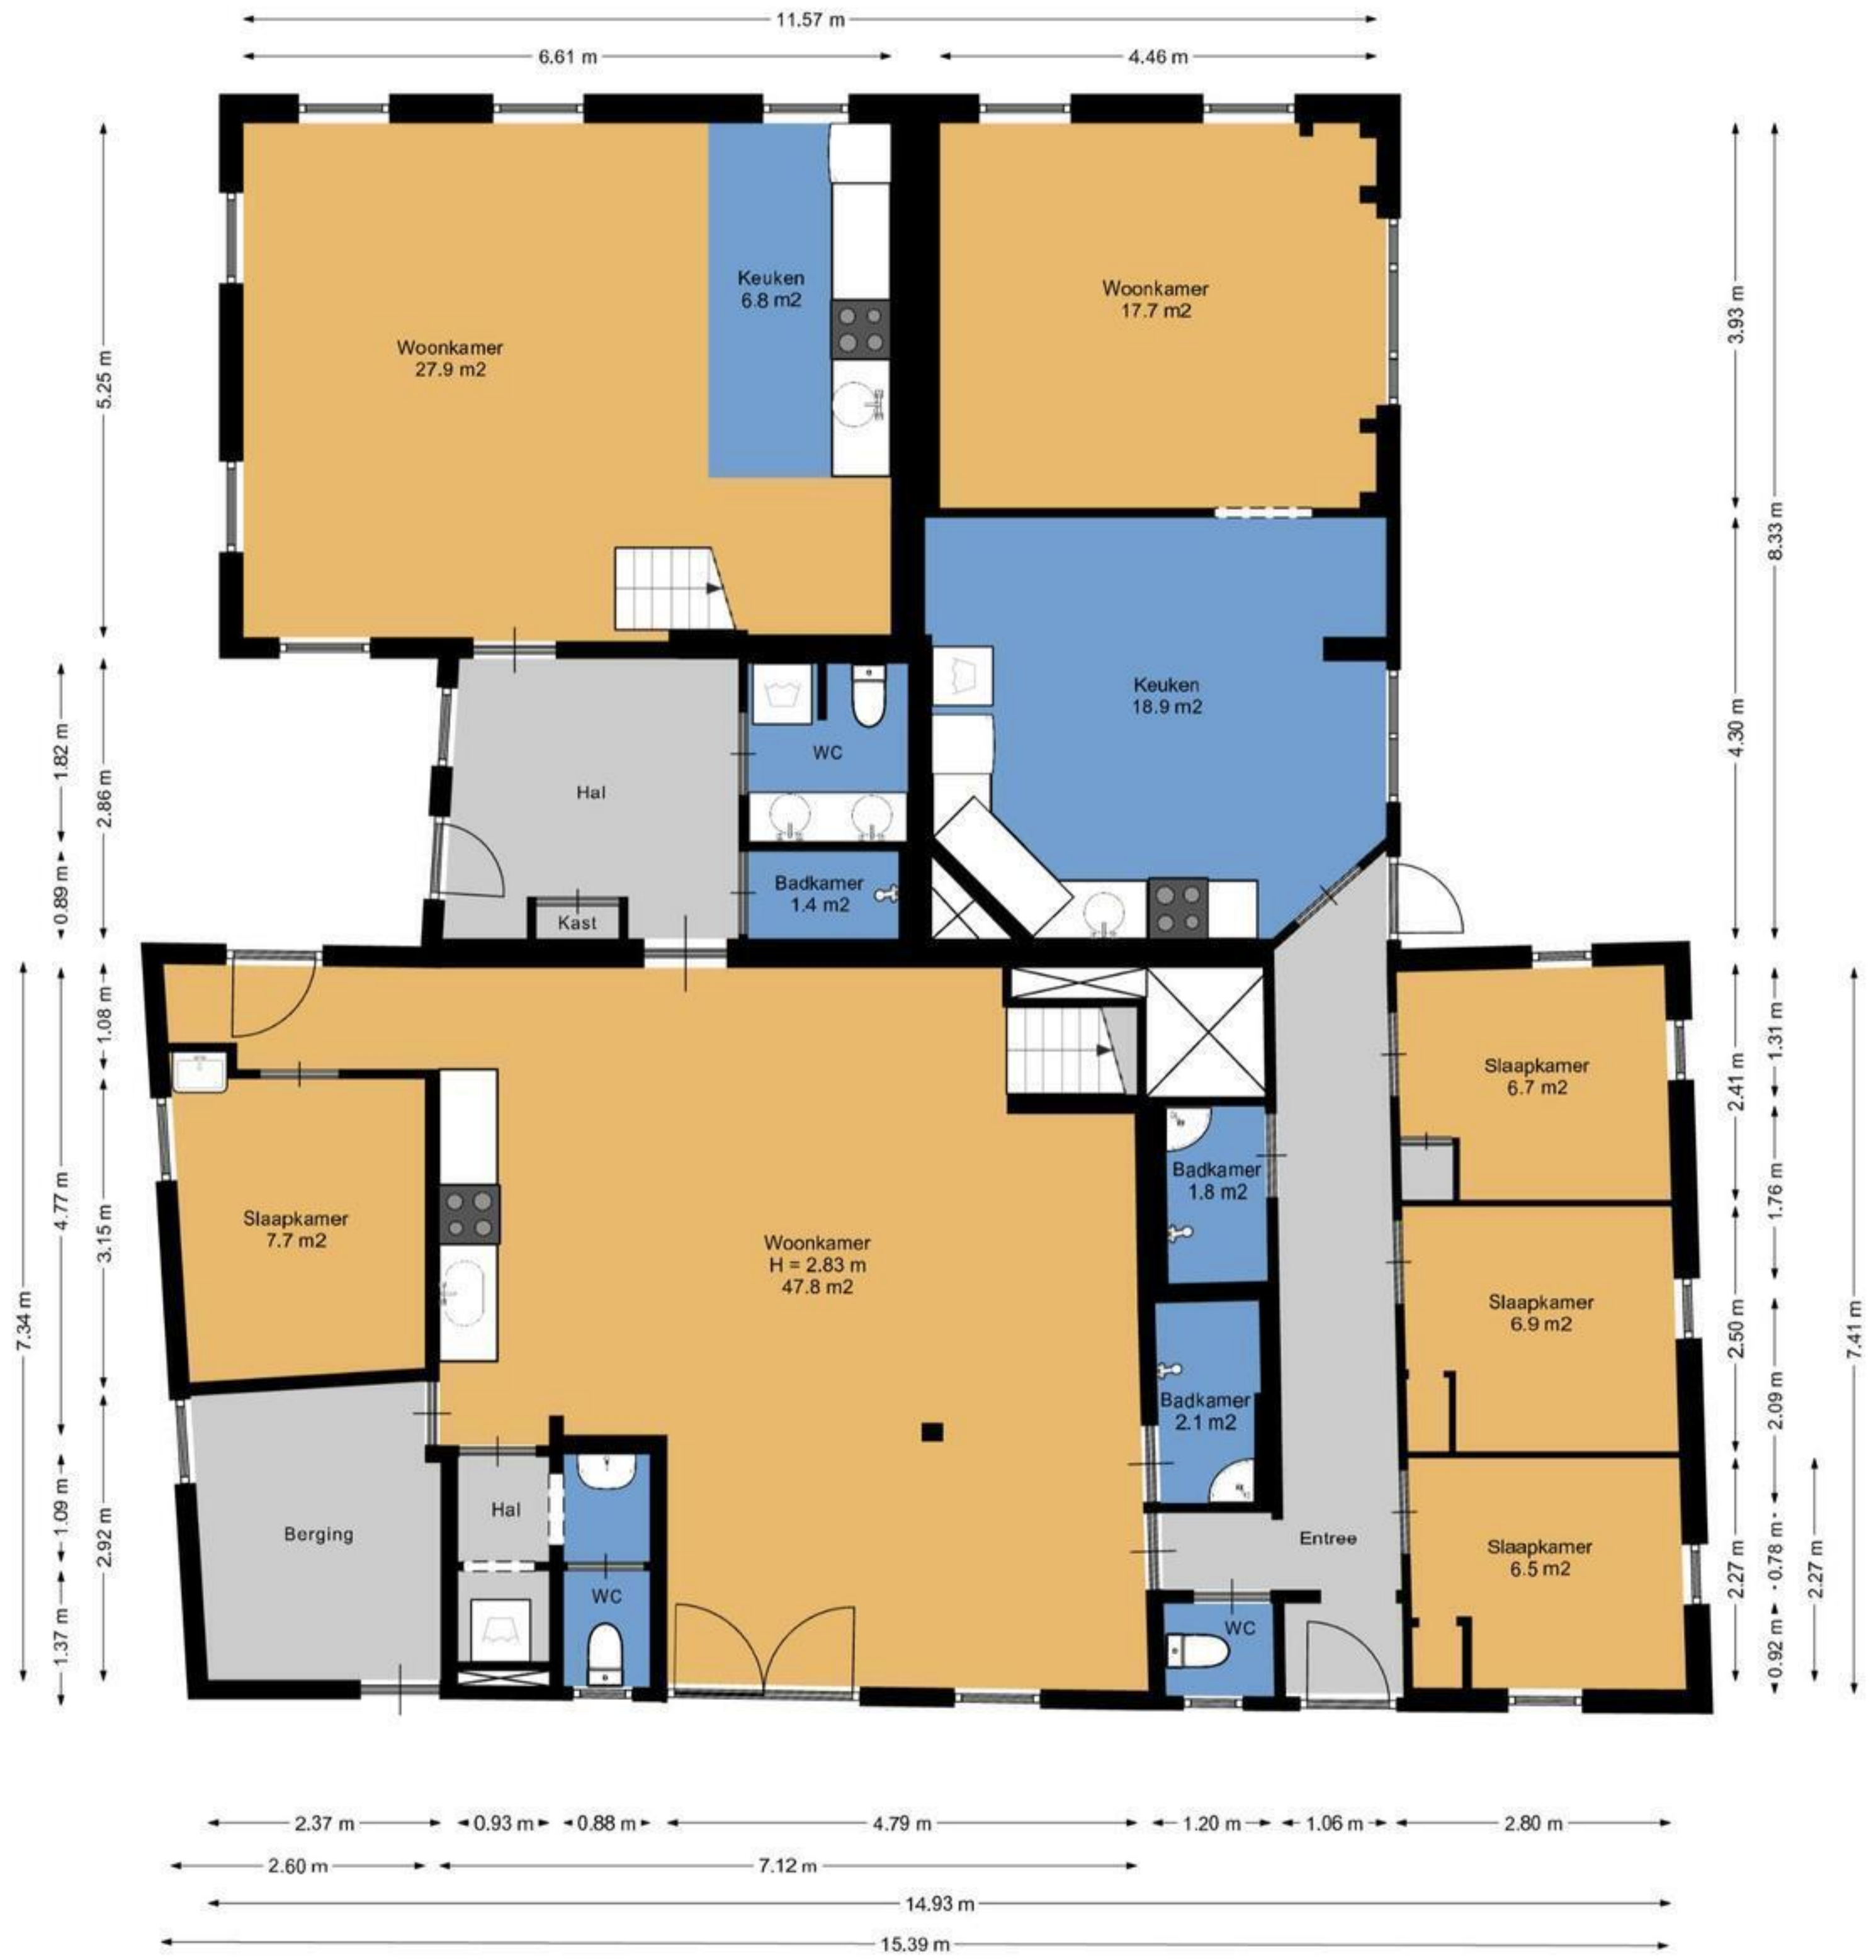 11.57 m
6.61 m
4.46 m
5.25 m
3.93 m
8.33 m
Keuken
6.8 m2
Woonkamer
17.7 m2
Woonkamer
27.9 m2
1.82 m
2.86 m
0.89 m
4.30 m
Keuken
18.9 m2
WC
Hal
Badkamer
1.4 m2
Kast
7.34 m
4.77 m
1.08 m
3.15 m
1.09 m
2.92 m
1.37 m
Slaapkamer
6.7 m2
2.41 m
1.31 m
1.76 m
Badkamer
1.8 m2
Slaapkamer
7.7 m2
Woonkamer
H = 2.83 m
47.8 m2
Slaapkamer
6.9 m2
2.50 m
2.09 m
7.41 m
Badkamer
2.1 m2
Hal
Berging
Entree
Slaapkamer
6.5 m2
2.27 m
0.78 m
2.27 m
0.92 m
WC
WC
2.37 m
0.93 m
0.88 m
4.79 m
1.20 m
1.06 m
2.80 m
2.60 m
7.12 m
14.93 m
15.39 m